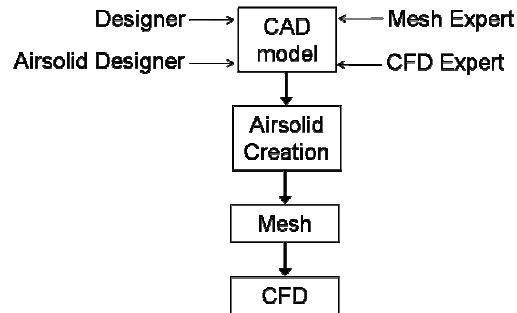 Designer
CAD
model
Mesh Expert
Airsolid Designer
CFD Expert
Airsolid
Creation
Mesh
CFD